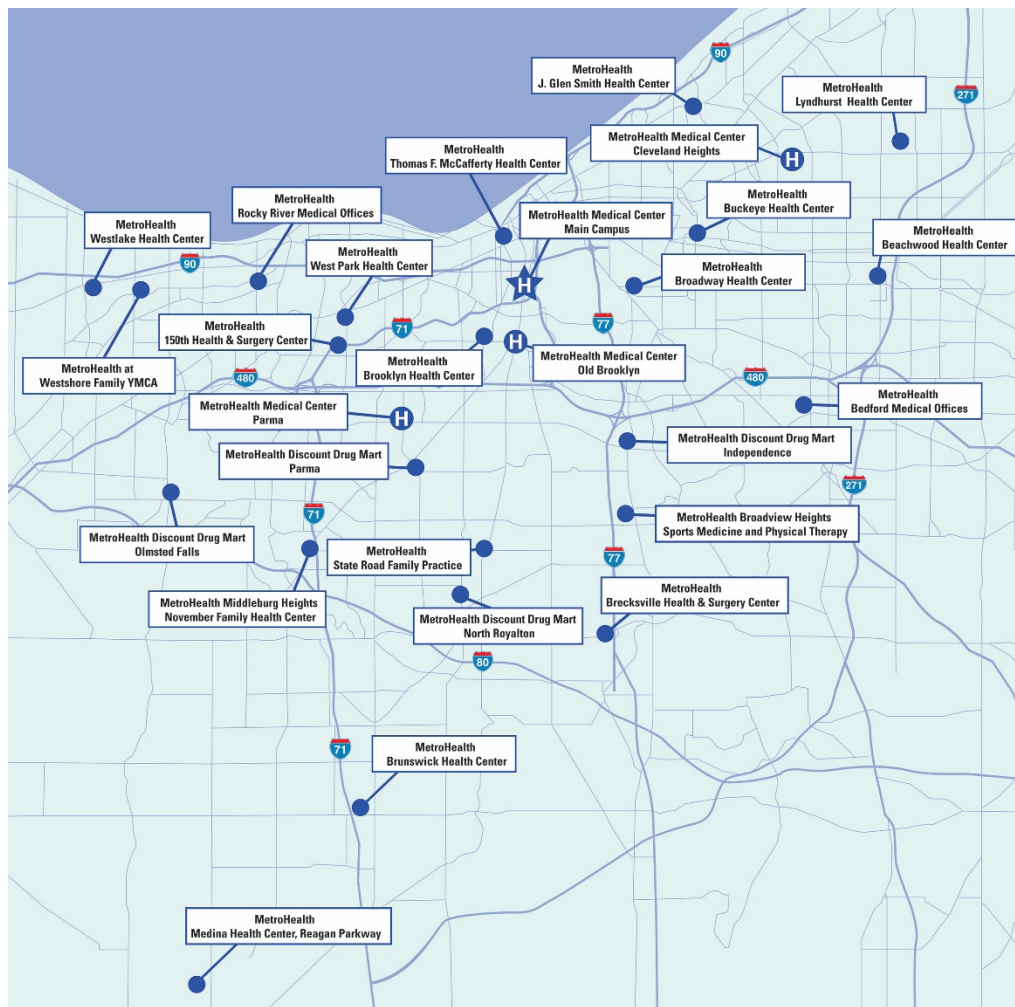 90
MetroHealth
J. Glen Smith Health Center
MetroHealth
Lyndhurst Health Center
271
MetroHealth Medical Center
Cleveland Heights
H
MetroHealth
Thomas F. McCafferty Health Center
MetroHealth
Rocky River Medical Offices
MetroHealth
Buckeye Health Center
MetroHealth
Westlake Health Center
MetroHealth Medical Center
Main Campus
MetroHealth
Beachwood Health Center
MetroHealth
West Park Health Center
90
MetroHealth
Broadway Health Center
H
MetroHealth
150th Health & Surgery Center
71
77
MetroHealth
Brooklyn Health Center
H
MetroHealth Medical Center
Old Brooklyn
MetroHealth at
Westshore Family YMCA
480
480
MetroHealth
Bedford Medical Offices
MetroHealth Medical Center
Parma
H
MetroHealth Discount Drug Mart
Independence
MetroHealth Discount Drug Mart
Parma
271
71
MetroHealth Broadview Heights
Sports Medicine and Physical Therapy
MetroHealth Discount Drug Mart
Olmsted Falls
MetroHealth
State Road Family Practice
77
MetroHealth Middleburg Heights
November Family Health Center
MetroHealth
Brecksville Health & Surgery Center
MetroHealth Discount Drug Mart
North Royalton
80
71
MetroHealth
Brunswick Health Center
MetroHealth
Medina Health Center, Reagan Parkway